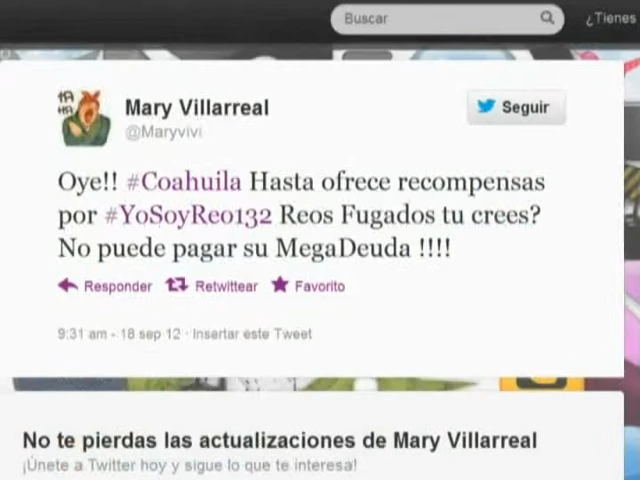 Buscar
¿Tienes
HA
HA
Mary Villarreal
@Maryvivi
Seguir
Oye!! #Coahuila Hasta ofrece recompensas
por #YoSoyReo132 Reos Fugados tu crees?
No puede pagar su MegaDeuda !!!!
Responder Retwittear Favorito
9:31 am - 18 sep 12 · Insertar este Tweet
No te pierdas las actualizaciones de Mary Villarreal
¡Únete a Twitter hoy y sigue lo que te interesa!